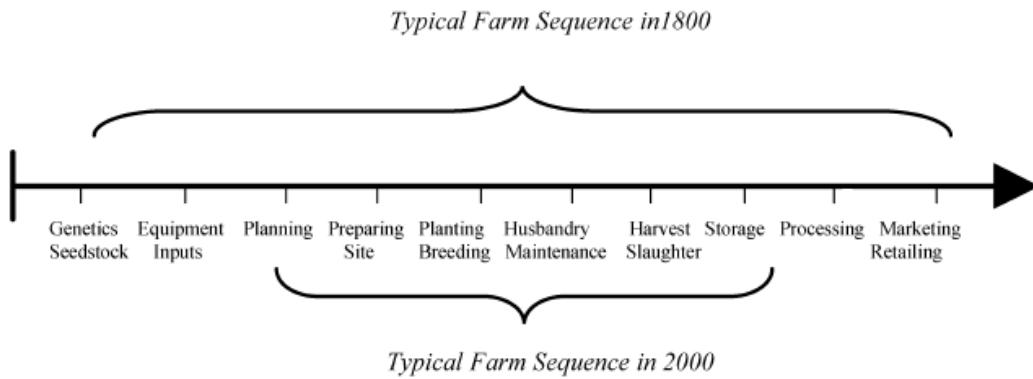 Typical Farm Sequence in1800
Genetics Equipment Planning Preparing Planting Husbandry Harvest Storage Processing Marketing
Seedstock Inputs Site Breeding Maintenance Slaughter Retailing
Typical Farm Sequence in 2000